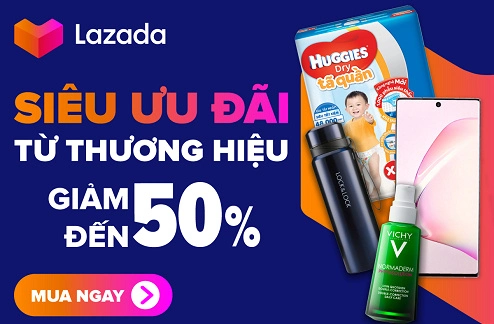 Lazada
SIÊU ƯU ĐÃI
TỪ THƯƠNG HIỆU
GIẢM
ĐẾN
50%
MUA NGAY
HUGGIES
Dry
tã quần
LOCK&LOCK
VICHY
NORMADERM